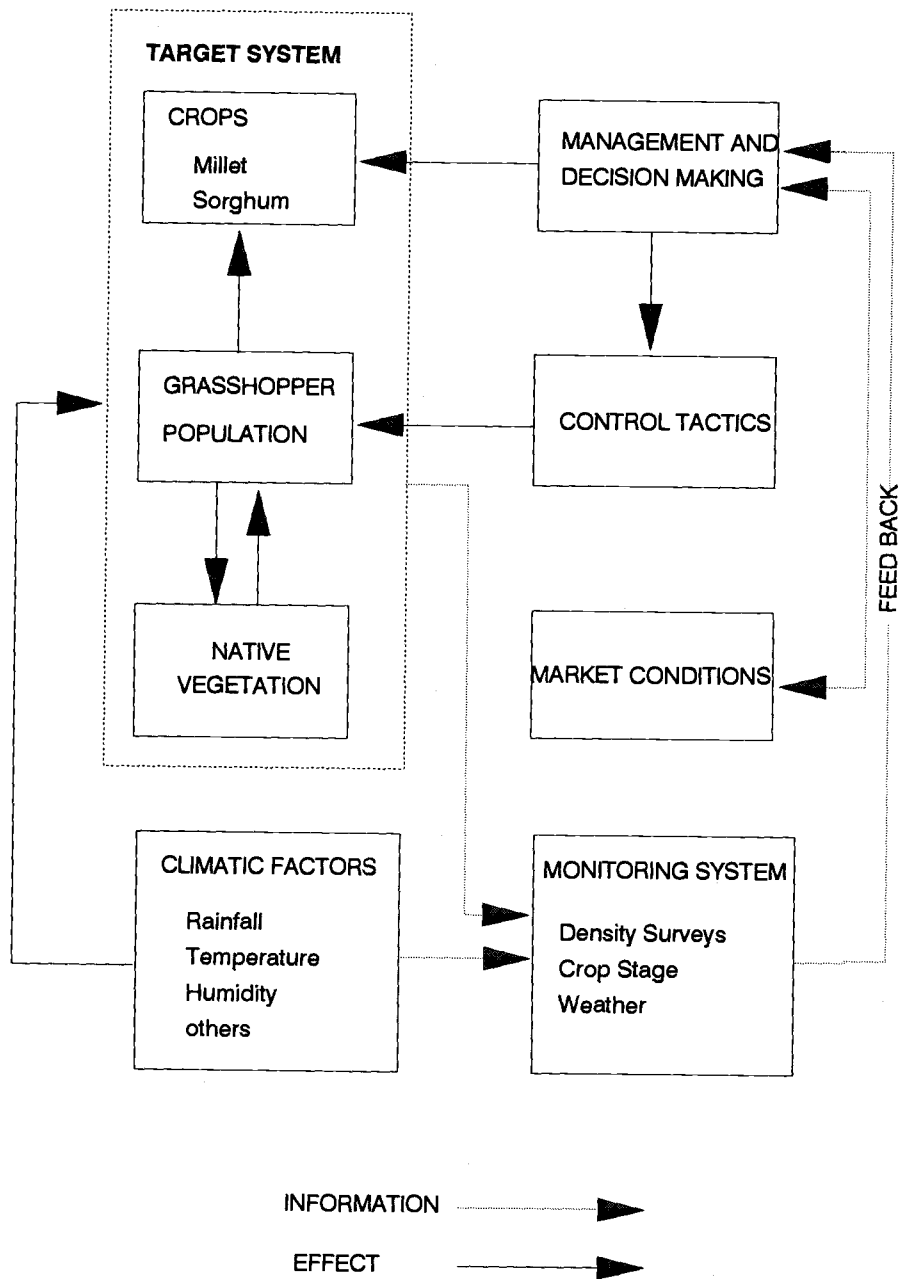 TARGET SYSTEM
CROPS
Millet
Sorghum
MANAGEMENT AND
DECISION MAKING
GRASSHOPPER
POPULATION
CONTROL TACTICS
FEED BACK
NATIVE
VEGETATION
MARKET CONDITIONS
CLIMATIC FACTORS
Rainfall
Temperature
Humidity
others
MONITORING SYSTEM
Density Surveys
Crop Stage
Weather
INFORMATION
EFFECT